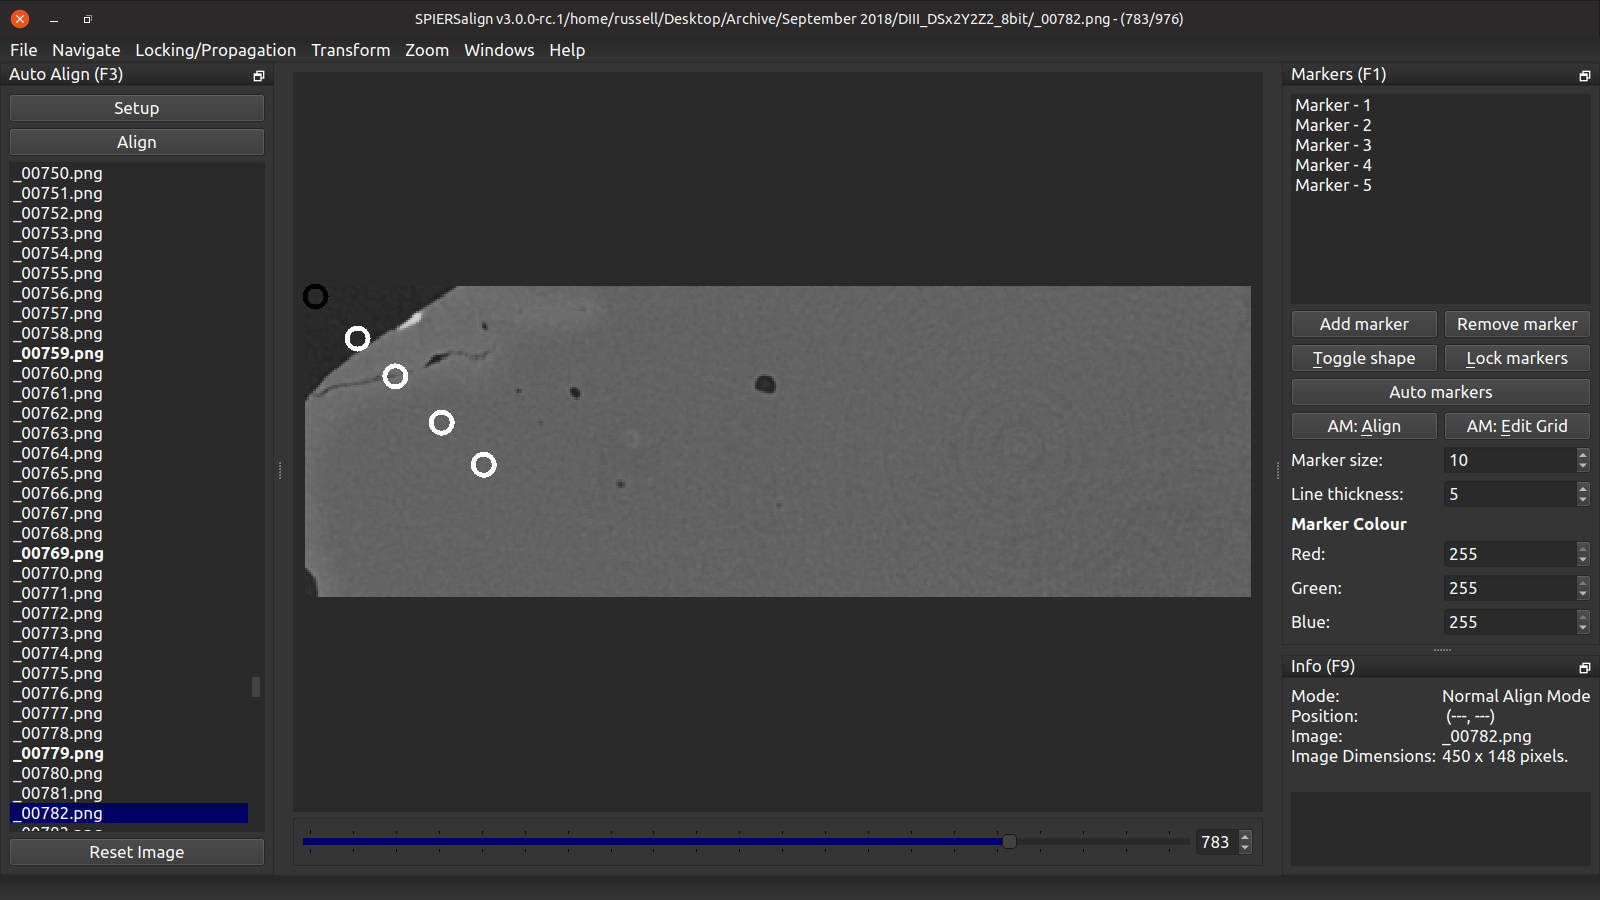 SPIERSalign v3.0.0-rc.1/home/russell/Desktop/Archive/September 2018/DIII_DSx2Y2Z2_8bit/_00782.png - (783/976)
File Navigate Locking/Propagation Transform Zoom Windows Help
Auto Align (F3)
Setup
Align
_00750.png
_00751.png
_00752.png
_00753.png
_00754.png
_00755.png
_00756.png
_00757.png
_00758.png
_00759.png
_00760.png
_00761.png
_00762.png
_00763.png
_00764.png
_00765.png
_00766.png
_00767.png
_00768.png
_00769.png
_00770.png
_00771.png
_00772.png
_00773.png
_00774.png
_00775.png
_00776.png
_00777.png
_00778.png
_00779.png
_00780.png
_00781.png
_00782.png
Reset Image
783
Markers (F1)
Marker - 1
Marker - 2
Marker - 3
Marker - 4
Marker - 5
Add marker Remove marker
Toggle shape Lock markers
Auto markers
AM: Align AM: Edit Grid
Marker size: 10
Line thickness: 5
Marker Colour
Red: 255
Green: 255
Blue: 255
Info (F9)
Mode: Normal Align Mode
Position: (---, ---)
Image: _00782.png
Image Dimensions: 450 x 148 pixels.